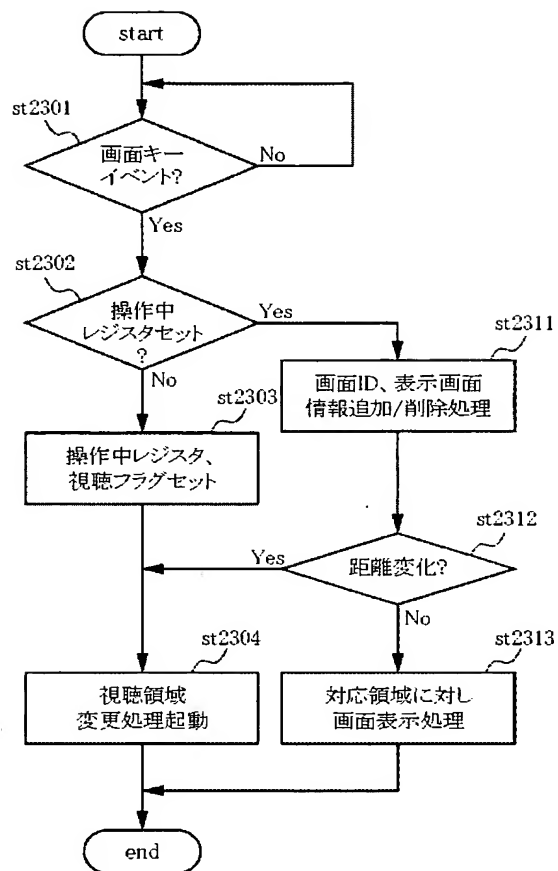 start
st2301
画面キー
イベント?
No
Yes
st2302
操作中
レジスタセット
?
Yes
No
st2311
画面ID、表示画面
情報追加/削除処理
st2303
操作中レジスタ、
視聴フラグセット
st2312
距離変化?
Yes
No
st2304
視聴領域
変更処理起動
st2313
対応領域に対し
画面表示処理
end